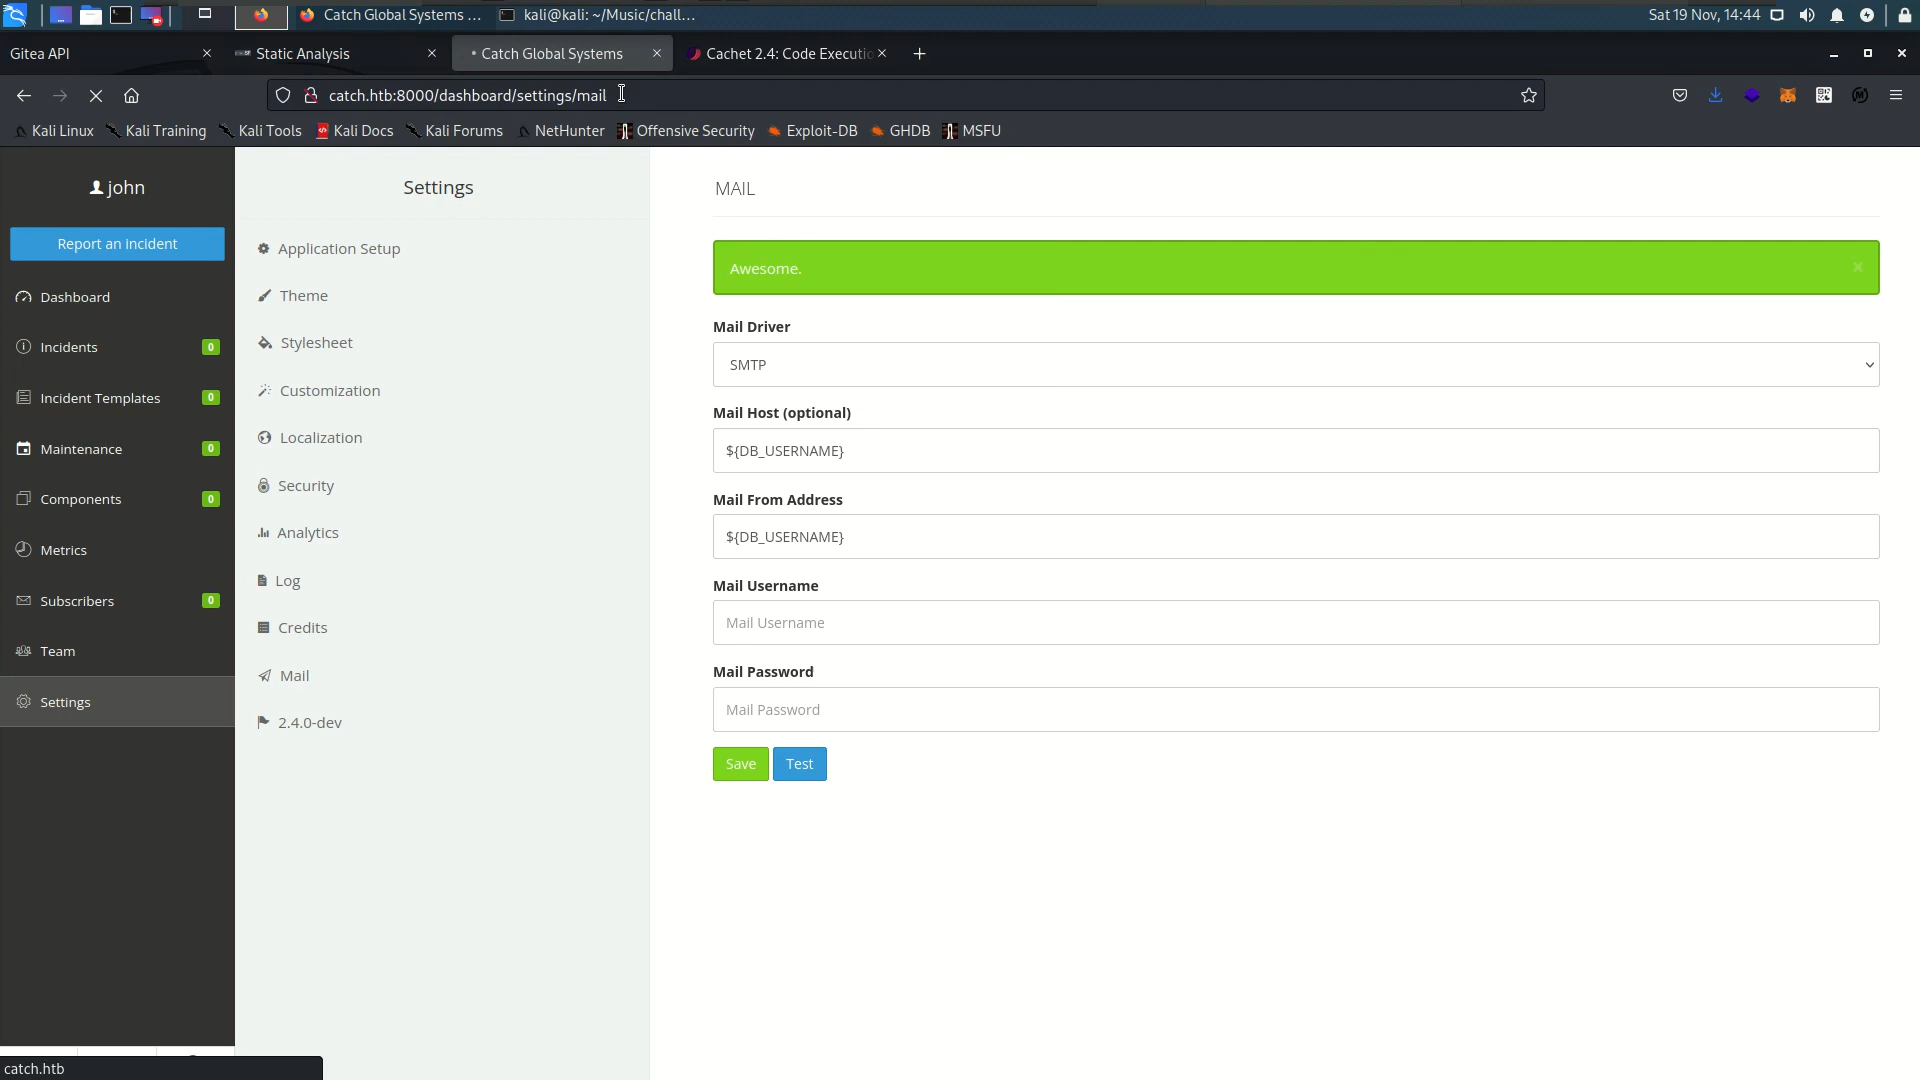 Catch Global Systems ...
kali@kali: ~/Music/chall...
Sat 19 Nov, 14:44
Gitea API
Static Analysis
Catch Global Systems
Cachet 2.4: Code Executio
catch.htb:8000/dashboard/settings/mail
Kali Linux
Kali Training
Kali Tools
Kali Docs
Kali Forums
NetHunter
Offensive Security
Exploit-DB
GHDB
MSFU
john
Report an incident
Dashboard
Incidents 0
Incident Templates 0
Maintenance 0
Components 0
Metrics
Subscribers 0
Team
Settings
Settings
Application Setup
Theme
Stylesheet
Customization
Localization
Security
Analytics
Log
Credits
Mail
2.4.0-dev
MAIL
Awesome. ×
Mail Driver
SMTP
Mail Host (optional)
${DB_USERNAME}
Mail From Address
${DB_USERNAME}
Mail Username
Mail Username
Mail Password
Mail Password
Save
Test
catch.htb